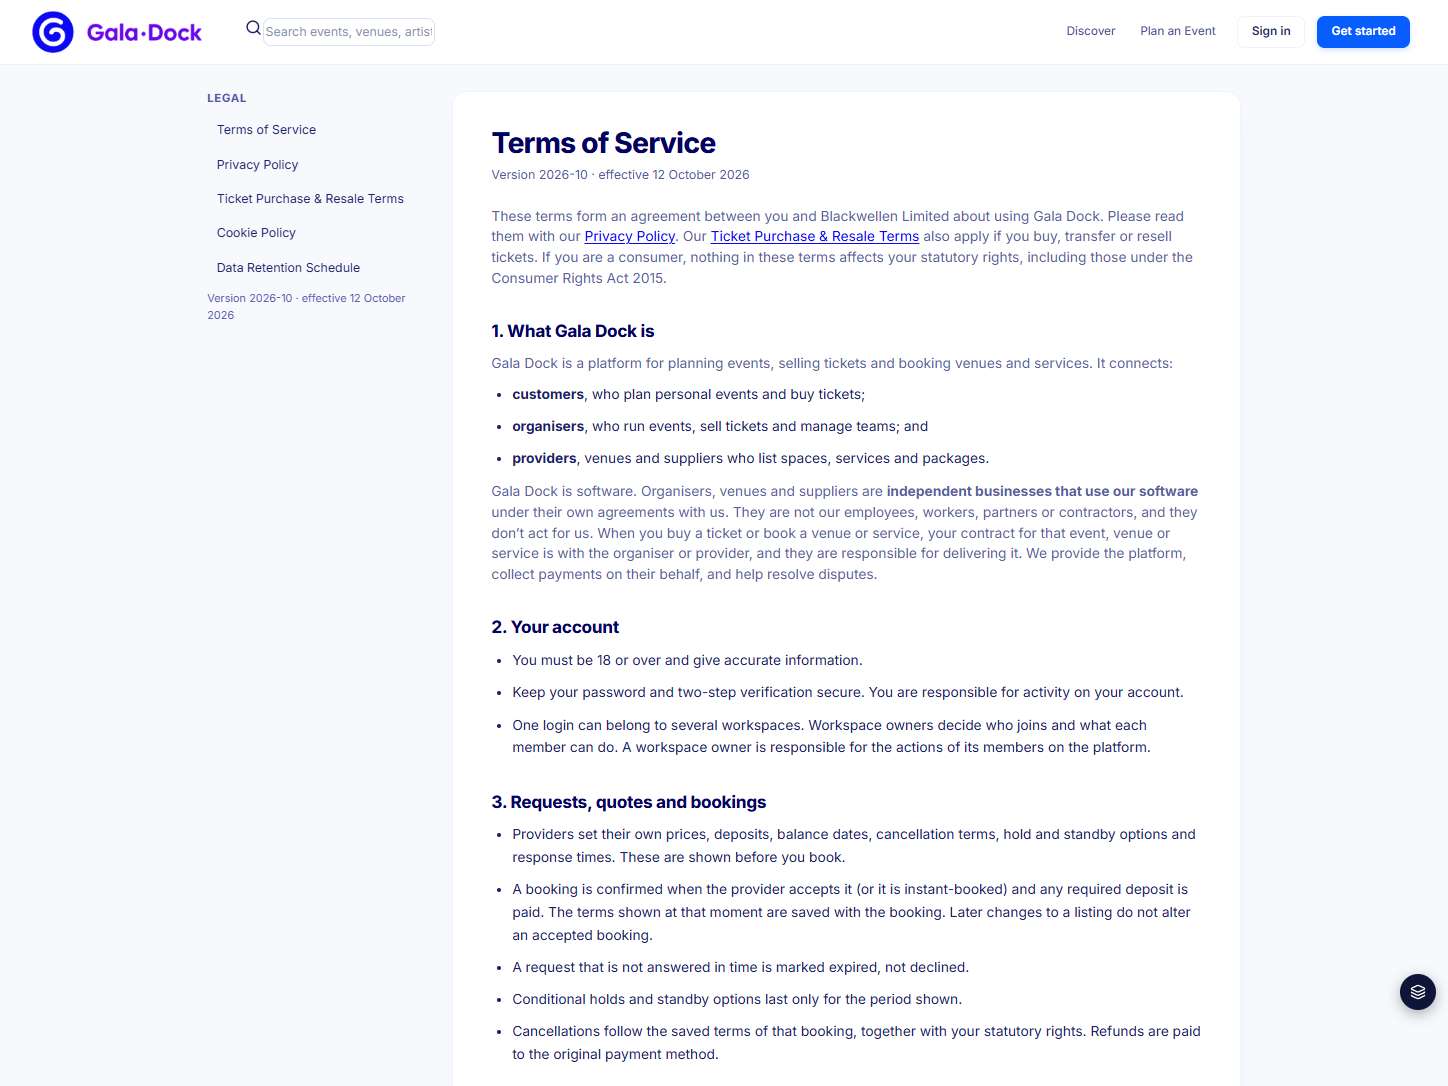 Gala·Dock
Search events, venues, artist
Discover
Plan an Event
Sign in
Get started
LEGAL
Terms of Service
Privacy Policy
Ticket Purchase & Resale Terms
Cookie Policy
Data Retention Schedule
Version 2026-10 · effective 12 October
2026
Terms of Service
Version 2026-10 · effective 12 October 2026
These terms form an agreement between you and Blackwellen Limited about using Gala Dock. Please read
them with our Privacy Policy. Our Ticket Purchase & Resale Terms also apply if you buy, transfer or resell
tickets. If you are a consumer, nothing in these terms affects your statutory rights, including those under the
Consumer Rights Act 2015.
1. What Gala Dock is
Gala Dock is a platform for planning events, selling tickets and booking venues and services. It connects:
• customers, who plan personal events and buy tickets;
• organisers, who run events, sell tickets and manage teams; and
• providers, venues and suppliers who list spaces, services and packages.
Gala Dock is software. Organisers, venues and suppliers are independent businesses that use our software
under their own agreements with us. They are not our employees, workers, partners or contractors, and they
don't act for us. When you buy a ticket or book a venue or service, your contract for that event, venue or
service is with the organiser or provider, and they are responsible for delivering it. We provide the platform,
collect payments on their behalf, and help resolve disputes.
2. Your account
• You must be 18 or over and give accurate information.
• Keep your password and two-step verification secure. You are responsible for activity on your account.
• One login can belong to several workspaces. Workspace owners decide who joins and what each
member can do. A workspace owner is responsible for the actions of its members on the platform.
3. Requests, quotes and bookings
• Providers set their own prices, deposits, balance dates, cancellation terms, hold and standby options and
response times. These are shown before you book.
• A booking is confirmed when the provider accepts it (or it is instant-booked) and any required deposit is
paid. The terms shown at that moment are saved with the booking. Later changes to a listing do not alter
an accepted booking.
• A request that is not answered in time is marked expired, not declined.
• Conditional holds and standby options last only for the period shown.
• Cancellations follow the saved terms of that booking, together with your statutory rights. Refunds are paid
to the original payment method.